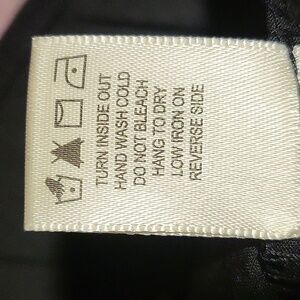 TURN INSIDE OUT
HAND WASH COLD
DO NOT BLEACH
HANG TO DRY
LOW IRON ON
REVERSE SIDE